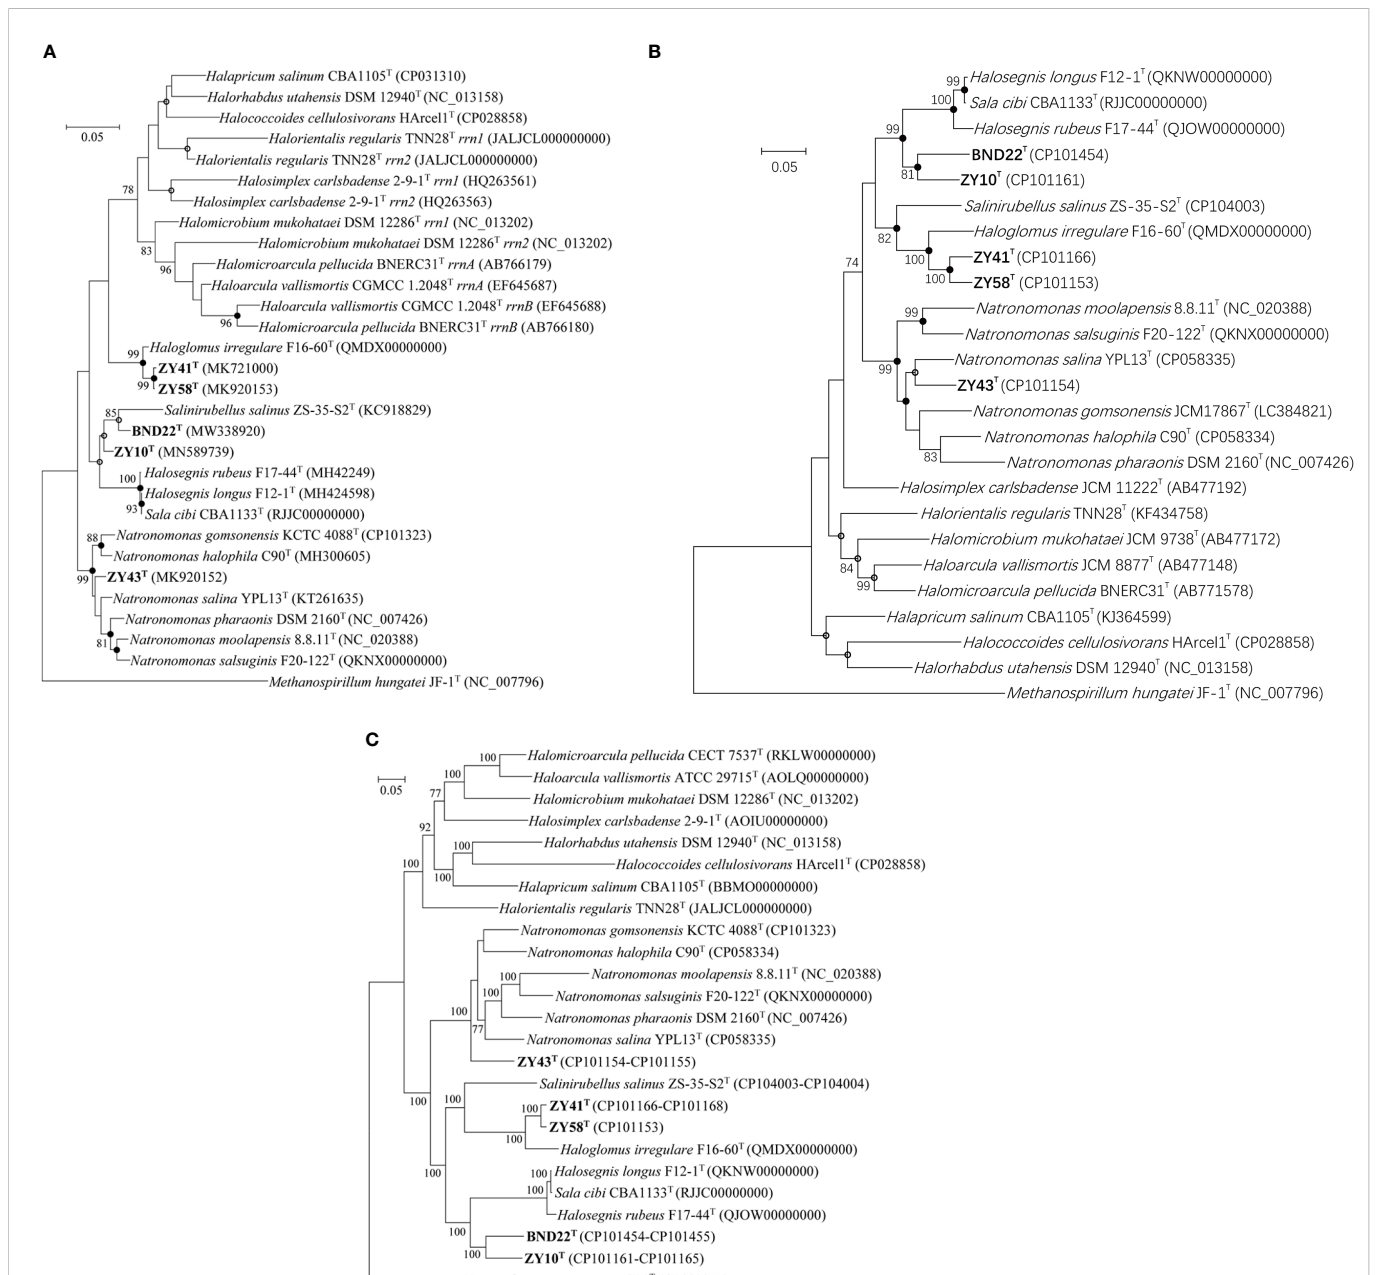 A
Halapricum salinum CBA1105ᵀ (CP031310)
Halorhabdus utahensis DSM 12940ᵀ (NC_013158)
Halococcoides cellulosivorans HArcel1ᵀ (CP028858)
0.05
Halorientalis regularis TNN28ᵀ rrn1 (JALJCL000000000)
Halorientalis regularis TNN28ᵀ rrn2 (JALJCL000000000)
Halosimplex carlsbadense 2-9-1ᵀ rrn1 (HQ263561)
78
Halosimplex carlsbadense 2-9-1ᵀ rrn2 (HQ263563)
Halomicrobium mukohataei DSM 12286ᵀ rrn1 (NC_013202)
83
Halomicrobium mukohataei DSM 12286ᵀ rrn2 (NC_013202)
96
Halomicroarcula pellucida BNERC31ᵀ rrnA (AB766179)
Haloarcula vallismortis CGMCC 1.2048ᵀ rrnA (EF645687)
Haloarcula vallismortis CGMCC 1.2048ᵀ rrnB (EF645688)
96
Halomicroarcula pellucida BNERC31ᵀ rrnB (AB766180)
Haloglomus irregulare F16-60ᵀ (QMDX00000000)
99
ZY41ᵀ (MK721000)
99
ZY58ᵀ (MK920153)
85
Salinirubellus salinus ZS-35-S2ᵀ (KC918829)
BND22ᵀ (MW338920)
ZY10ᵀ (MN589739)
Halosegnis rubeus F17-44ᵀ (MH42249)
100
Halosegnis longus F12-1ᵀ (MH424598)
93
Sala cibi CBA1133ᵀ (RJJC00000000)
88
Natronomonas gomsonensis KCTC 4088ᵀ (CP101323)
Natronomonas halophila C90ᵀ (MH300605)
99
ZY43ᵀ (MK920152)
Natronomonas salina YPL13ᵀ (KT261635)
Natronomonas pharaonis DSM 2160ᵀ (NC_007426)
81
Natronomonas moolapensis 8.8.11ᵀ (NC_020388)
Natronomonas salsuginis F20-122ᵀ (QKNX00000000)
Methanospirillum hungatei JF-1ᵀ (NC_007796)
B
99
Halosegnis longus F12-1ᵀ (QKNW00000000)
100
Sala cibi CBA1133ᵀ (RJJC00000000)
99
Halosegnis rubeus F17-44ᵀ (QJOW00000000)
0.05
BND22ᵀ (CP101454)
81
ZY10ᵀ (CP101161)
Salinirubellus salinus ZS-35-S2ᵀ (CP104003)
82
Haloglomus irregulare F16-60ᵀ (QMDX00000000)
100
ZY41ᵀ (CP101166)
100
ZY58ᵀ (CP101153)
74
99
Natronomonas moolapensis 8.8.11ᵀ (NC_020388)
Natronomonas salsuginis F20-122ᵀ (QKNX00000000)
99
Natronomonas salina YPL13ᵀ (CP058335)
ZY43ᵀ (CP101154)
Natronomonas gomsonensis JCM17867ᵀ (LC384821)
Natronomonas halophila C90ᵀ (CP058334)
83
Natronomonas pharaonis DSM 2160ᵀ (NC_007426)
Halosimplex carlsbadense JCM 11222ᵀ (AB477192)
Halorientalis regularis TNN28ᵀ (KF434758)
Halomicrobium mukohataei JCM 9738ᵀ (AB477172)
84
Haloarcula vallismortis JCM 8877ᵀ (AB477148)
99
Halomicroarcula pellucida BNERC31ᵀ (AB771578)
Halapricum salinum CBA1105ᵀ (KJ364599)
Halococcoides cellulosivorans HArcel1ᵀ (CP028858)
Halorhabdus utahensis DSM 12940ᵀ (NC_013158)
Methanospirillum hungatei JF-1ᵀ (NC_007796)
C
100
Halomicroarcula pellucida CECT 7537ᵀ (RKLW00000000)
100
Haloarcula vallismortis ATCC 29715ᵀ (AOLQ00000000)
0.05
77
Halomicrobium mukohataei DSM 12286ᵀ (NC_013202)
Halosimplex carlsbadense 2-9-1ᵀ (AOIU00000000)
92
100
Halorhabdus utahensis DSM 12940ᵀ (NC_013158)
100
Halococcoides cellulosivorans HArcel1ᵀ (CP028858)
100
Halapricum salinum CBA1105ᵀ (BBMO00000000)
Halorientalis regularis TNN28ᵀ (JALJCL000000000)
Natronomonas gomsonensis KCTC 4088ᵀ (CP101323)
Natronomonas halophila C90ᵀ (CP058334)
100
Natronomonas moolapensis 8.8.11ᵀ (NC_020388)
100
Natronomonas salsuginis F20-122ᵀ (QKNX00000000)
100
Natronomonas pharaonis DSM 2160ᵀ (NC_007426)
77
Natronomonas salina YPL13ᵀ (CP058335)
ZY43ᵀ (CP101154-CP101155)
Salinirubellus salinus ZS-35-S2ᵀ (CP104003-CP104004)
100
100
100
ZY41ᵀ (CP101166-CP101168)
ZY58ᵀ (CP101153)
100
Haloglomus irregulare F16-60ᵀ (QMDX00000000)
100
100
Halosegnis longus F12-1ᵀ (QKNW00000000)
100
Sala cibi CBA1133ᵀ (RJJC00000000)
Halosegnis rubeus F17-44ᵀ (QJOW00000000)
100
BND22ᵀ (CP101454-CP101455)
100
ZY10ᵀ (CP101161-CP101165)